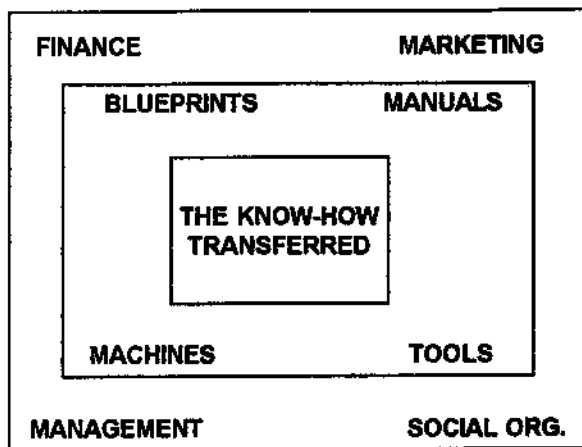 FINANCE MARKETING
BLUEPRINTS MANUALS
THE KNOW-HOW
TRANSFERRED
MACHINES TOOLS
MANAGEMENT SOCIAL ORG.